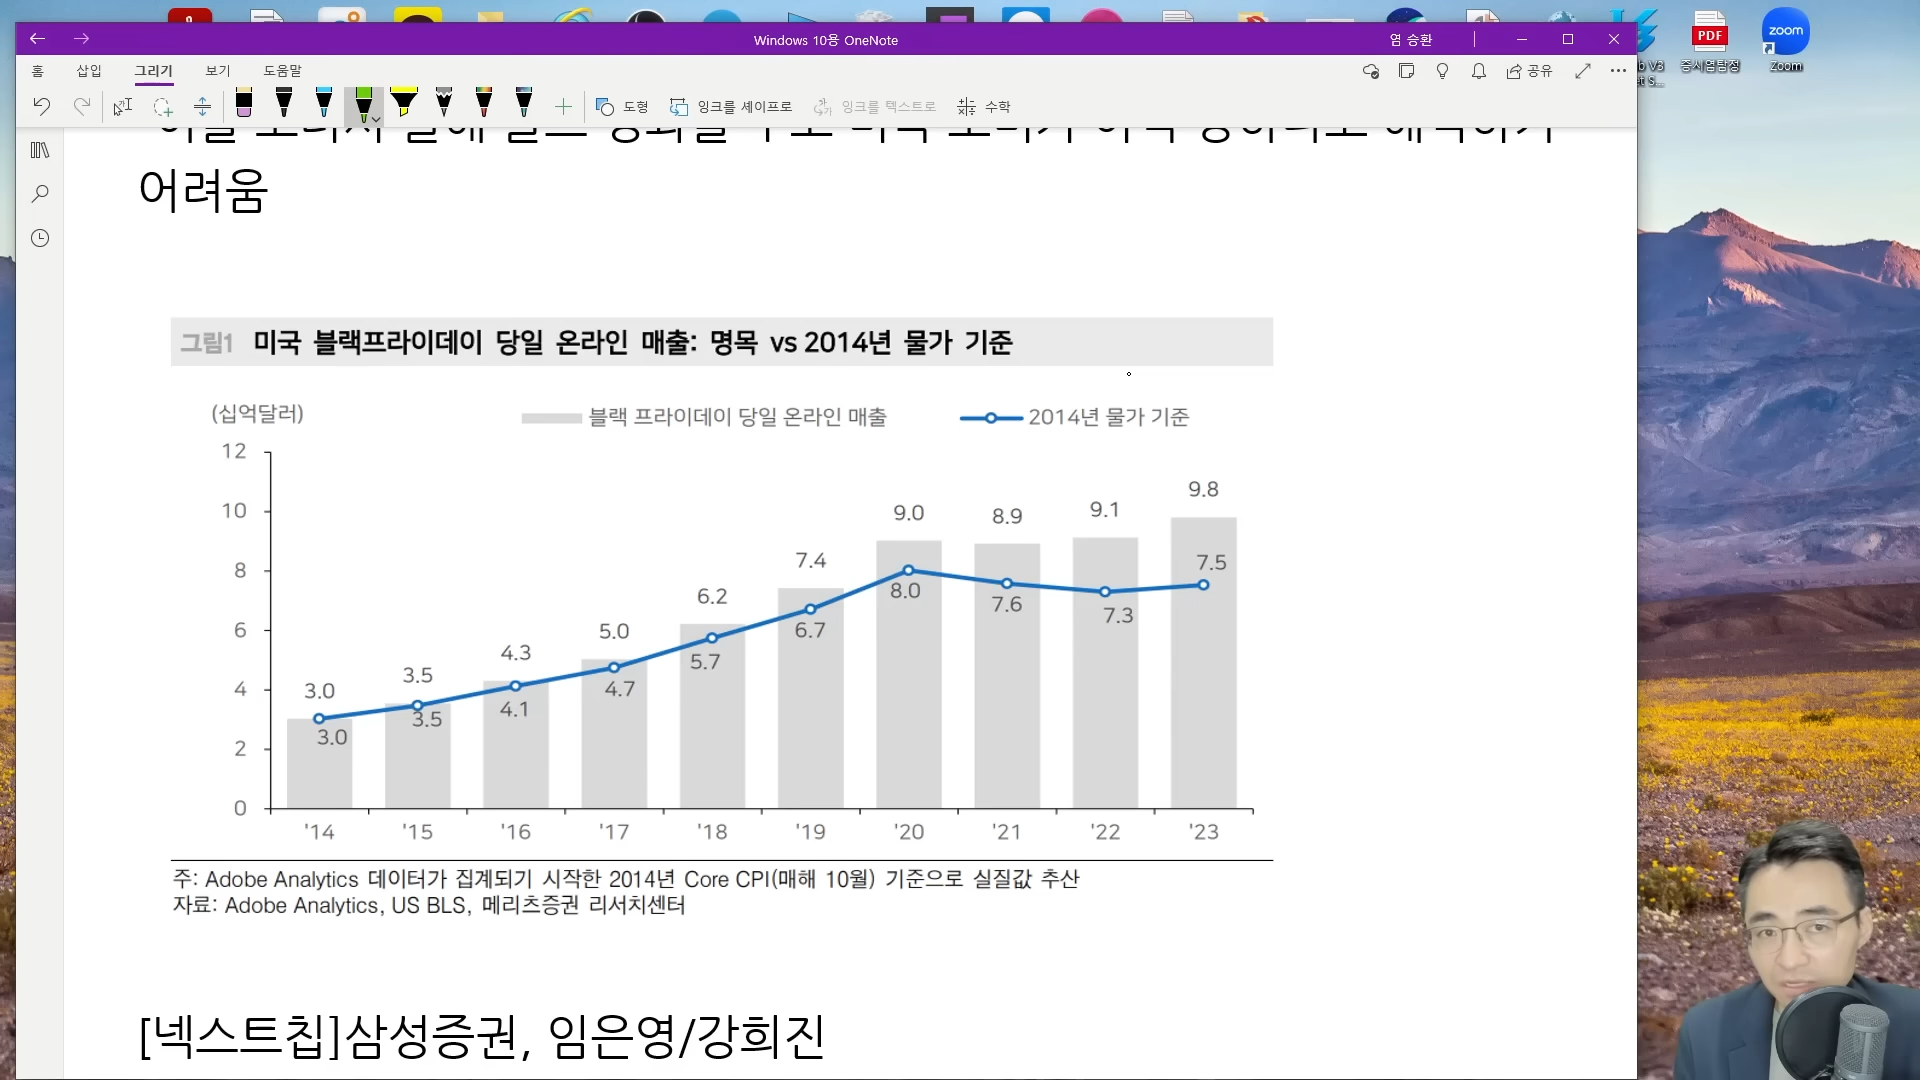 Windows 10용 OneNote
염 승환
홈 삽입 그리기 보기 도움말
공유
도형 잉크를 셰이프로 잉크를 텍스트로 수학
어려움
그림1 미국 블랙프라이데이 당일 온라인 매출: 명목 vs 2014년 물가 기준
(십억달러)
블랙 프라이데이 당일 온라인 매출 2014년 물가 기준
12
10
8
6
4
2
0
3.0 3.5 4.3 5.0 6.2 7.4 9.0 8.9 9.1 9.8
3.0 3.5 4.1 4.7 5.7 6.7 8.0 7.6 7.3 7.5
'14 '15 '16 '17 '18 '19 '20 '21 '22 '23
주: Adobe Analytics 데이터가 집계되기 시작한 2014년 Core CPI(매해 10월) 기준으로 실질값 추산
자료: Adobe Analytics, US BLS, 메리츠증권 리서치센터
[넥스트칩]삼성증권, 임은영/강희진
PDF
증시염탐정
zoom
Zoom